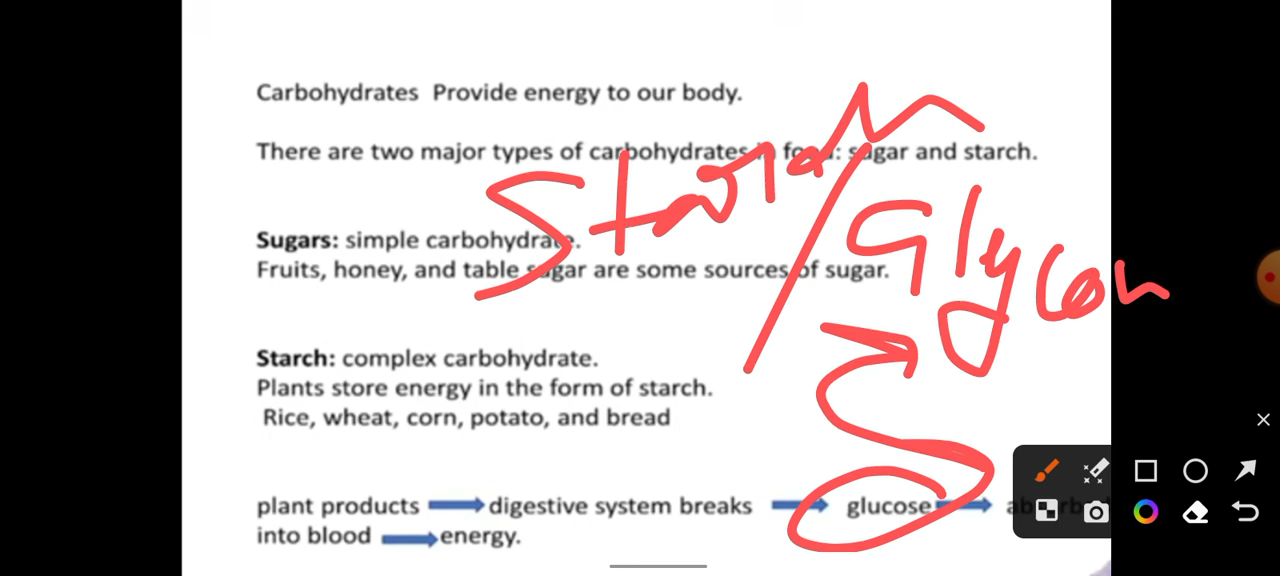 Carbohydrates Provide energy to our body.
There are two major types of carbohydrates in food: sugar and starch.
Starch
/
Glycon
Sugars: simple carbohydrate.
Fruits, honey, and table sugar are some sources of sugar.
Starch: complex carbohydrate.
Plants store energy in the form of starch.
Rice, wheat, corn, potato, and bread
plant products → digestive system breaks → glucose →
into blood → energy.